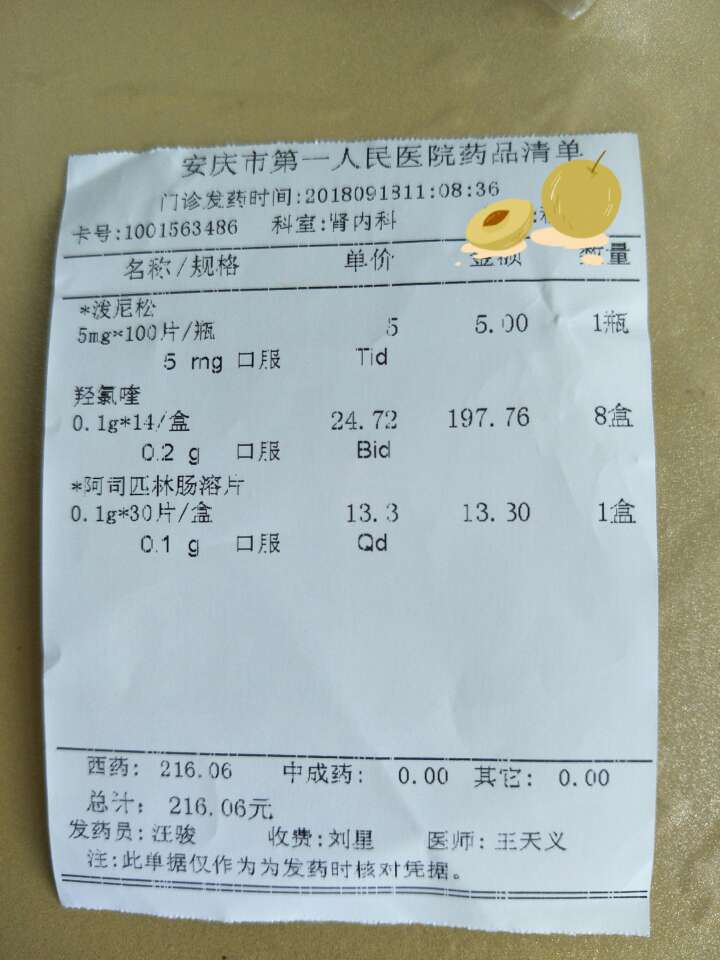 安庆市第一人民医院药品清单
门诊发药时间:2018091811:08:36
卡号:1001563486 科室:肾内科
名称/规格 单价 金额 数量
*泼尼松
5mg*100片/瓶 5 5.00 1瓶
5 mg 口服 Tid
羟氯喹
0.1g*14/盒 24.72 197.76 8盒
0.2 g 口服 Bid
*阿司匹林肠溶片
0.1g*30片/盒 13.3 13.30 1盒
0.1 g 口服 Qd
西药: 216.06 中成药: 0.00 其它: 0.00
总计: 216.06元
发药员:汪骏 收费:刘星 医师:王天义
注:此单据仅作为为发药时核对凭据。